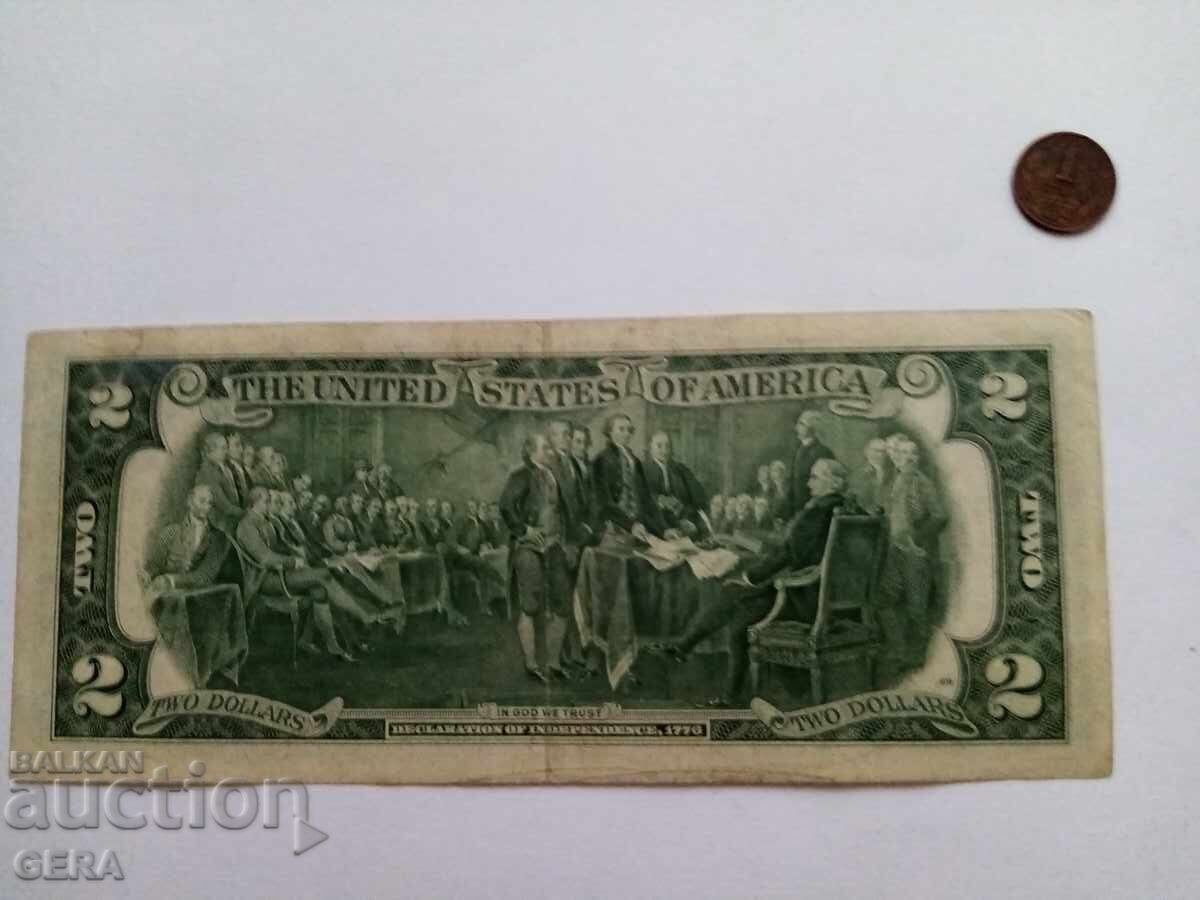 1
THE UNITED STATES OF AMERICA
2
2
TWO
TWO
2
2
TWO DOLLARS
IN GOD WE TRUST
TWO DOLLARS
DECLARATION OF INDEPENDENCE, 1776
BALKAN
auction
GERA